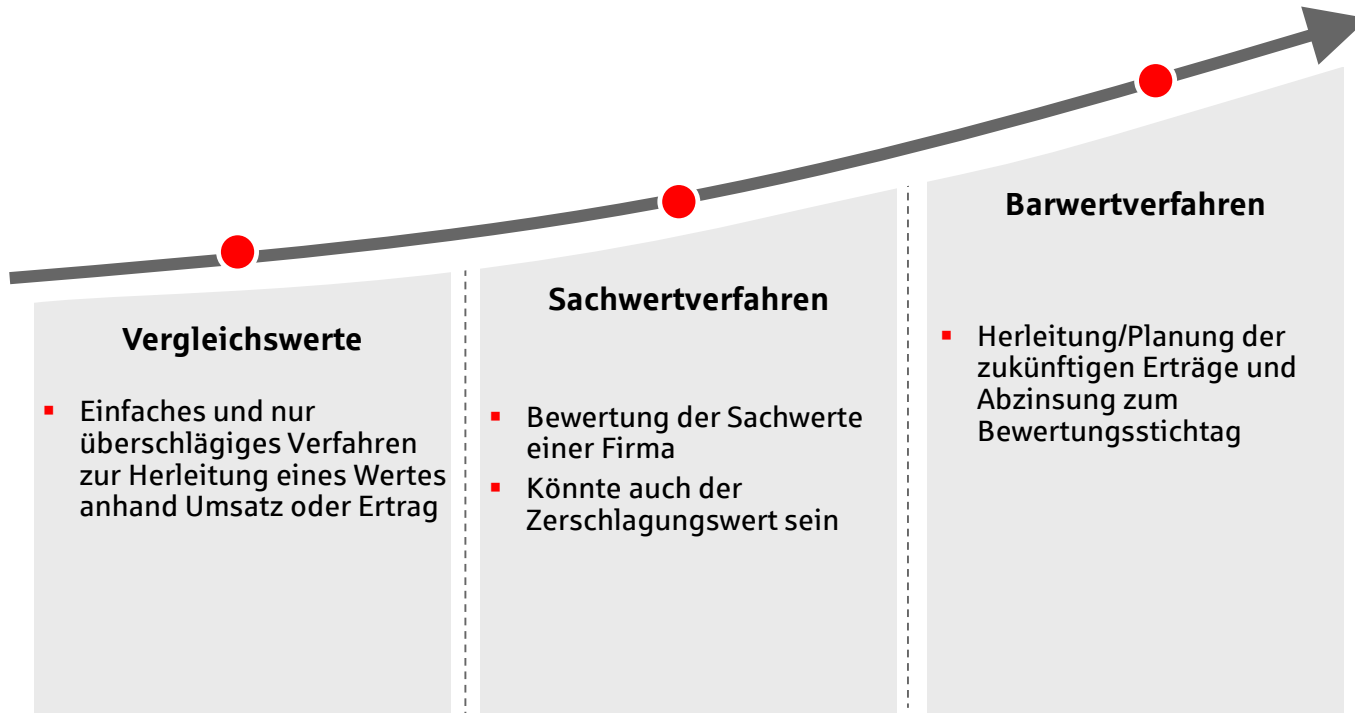 Vergleichswerte
▪ Einfaches und nur
überschlägiges Verfahren
zur Herleitung eines Wertes
anhand Umsatz oder Ertrag
Sachwertverfahren
▪ Bewertung der Sachwerte
einer Firma
▪ Könnte auch der
Zerschlagungswert sein
Barwertverfahren
▪ Herleitung/Planung der
zukünftigen Erträge und
Abzinsung zum
Bewertungsstichtag